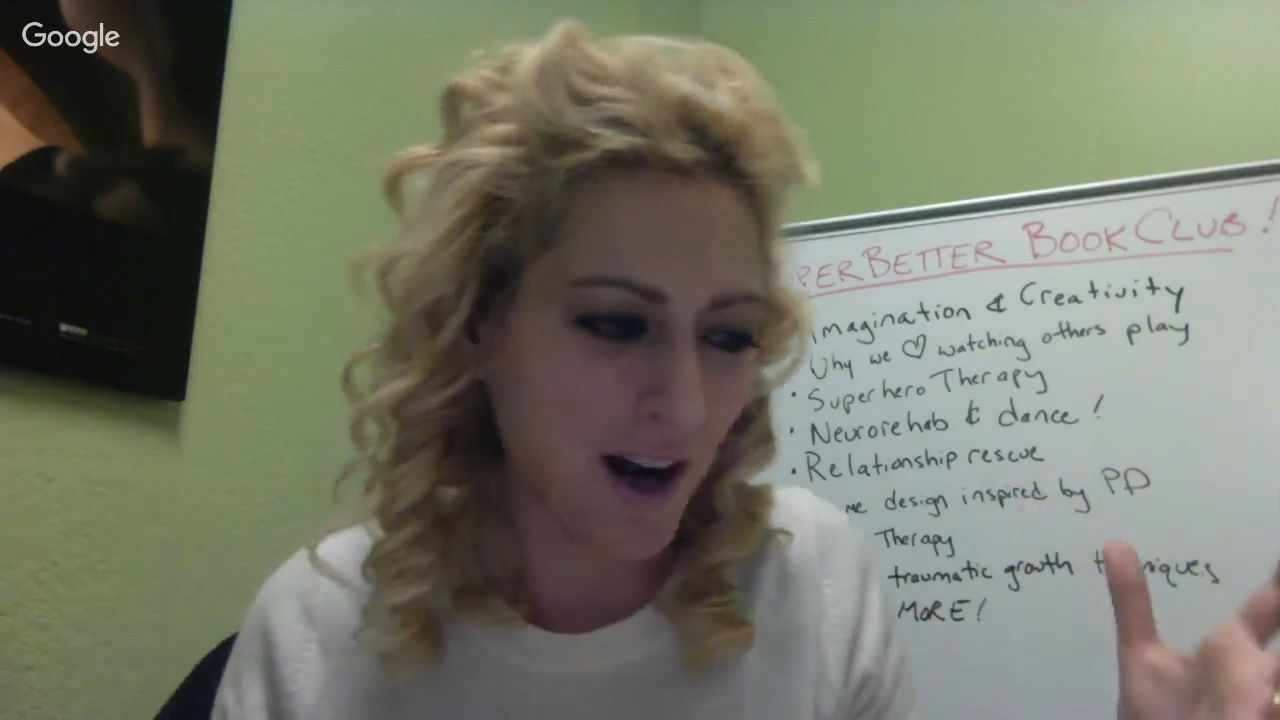 Google
PERBETTER BOOK CLUB!
imagination & Creativity
Why we ♡ watching others play
• Superhero Therapy
• Neurorehab & dance!
• Relationship rescue
me design inspired by PD
Therapy
traumatic growth
MORE!